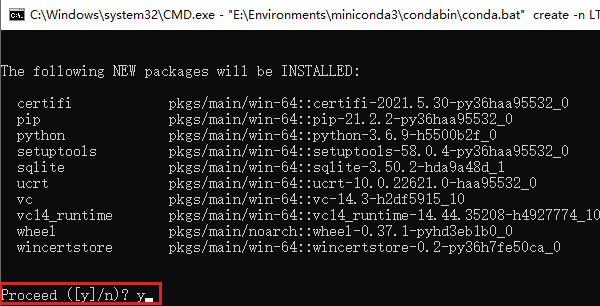 C:\Windows\system32\CMD.exe - "E:\Environments\miniconda3\condabin\conda.bat" create -n LT
The following NEW packages will be INSTALLED:
certifi pkgs/main/win-64::certifi-2021.5.30-py36haa95532_0
pip pkgs/main/win-64::pip-21.2.2-py36haa95532_0
python pkgs/main/win-64::python-3.6.9-h5500b2f_0
setuptools pkgs/main/win-64::setuptools-58.0.4-py36haa95532_0
sqlite pkgs/main/win-64::sqlite-3.50.2-hda9a48d_1
ucrt pkgs/main/win-64::ucrt-10.0.22621.0-haa95532_0
vc pkgs/main/win-64::vc-14.3-h2df5915_10
vc14_runtime pkgs/main/win-64::vc14_runtime-14.44.35208-h4927774_10
wheel pkgs/main/noarch::wheel-0.37.1-pyhd3eb1b0_0
wincertstore pkgs/main/win-64::wincertstore-0.2-py36h7fe50ca_0
Proceed ([y]/n)? y